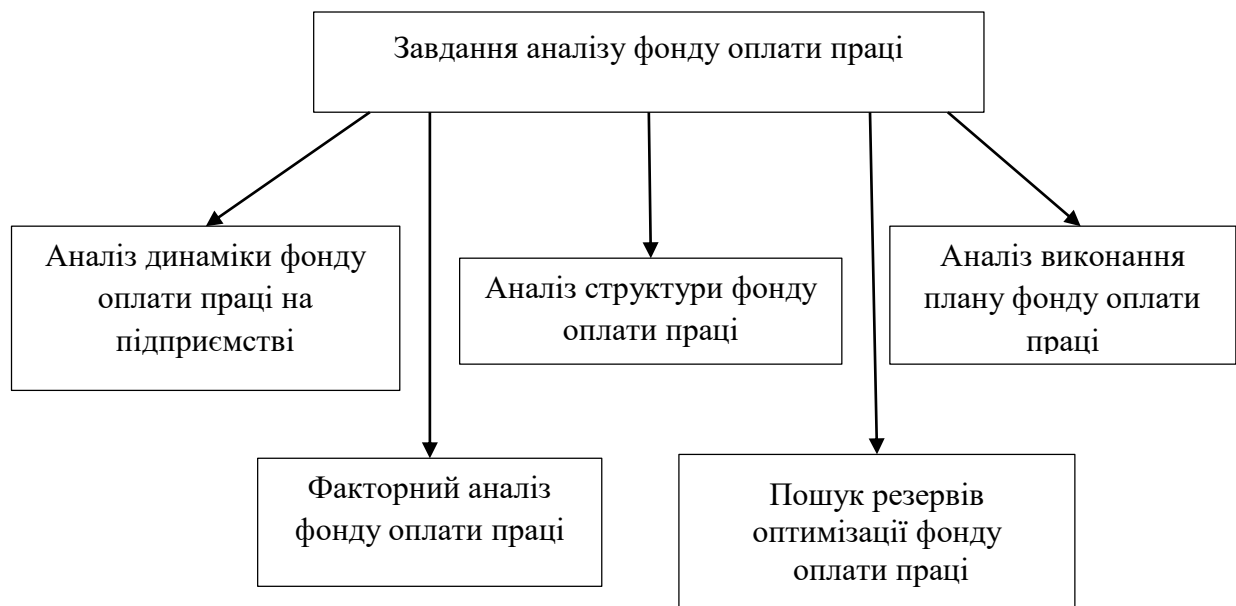 Завдання аналізу фонду оплати праці
Аналіз динаміки фонду
оплати праці на
підприємстві
Аналіз структури фонду
оплати праці
Аналіз виконання
плану фонду оплати
праці
Факторний аналіз
фонду оплати праці
Пошук резервів
оптимізації фонду
оплати праці